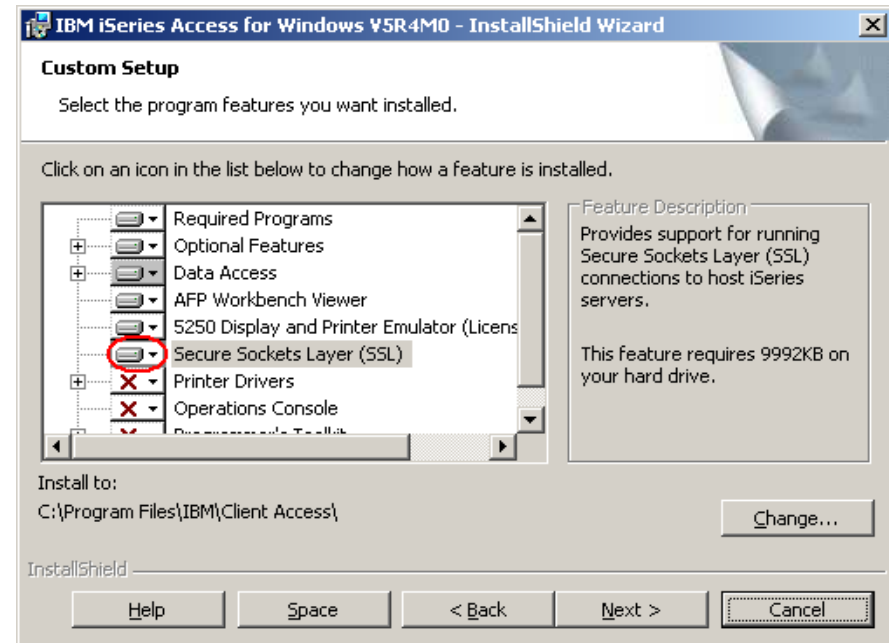 IBM iSeries Access for Windows V5R4M0 - InstallShield Wizard
Custom Setup
Select the program features you want installed.
Click on an icon in the list below to change how a feature is installed.
Required Programs
Optional Features
Data Access
AFP Workbench Viewer
5250 Display and Printer Emulator (Licens
Secure Sockets Layer (SSL)
Printer Drivers
Operations Console
Programmer's Toolkit
Feature Description
Provides support for running
Secure Sockets Layer (SSL)
connections to host iSeries
servers.
This feature requires 9992KB on
your hard drive.
Install to:
C:\Program Files\IBM\Client Access\
Change...
InstallShield
Help
Space
< Back
Next >
Cancel